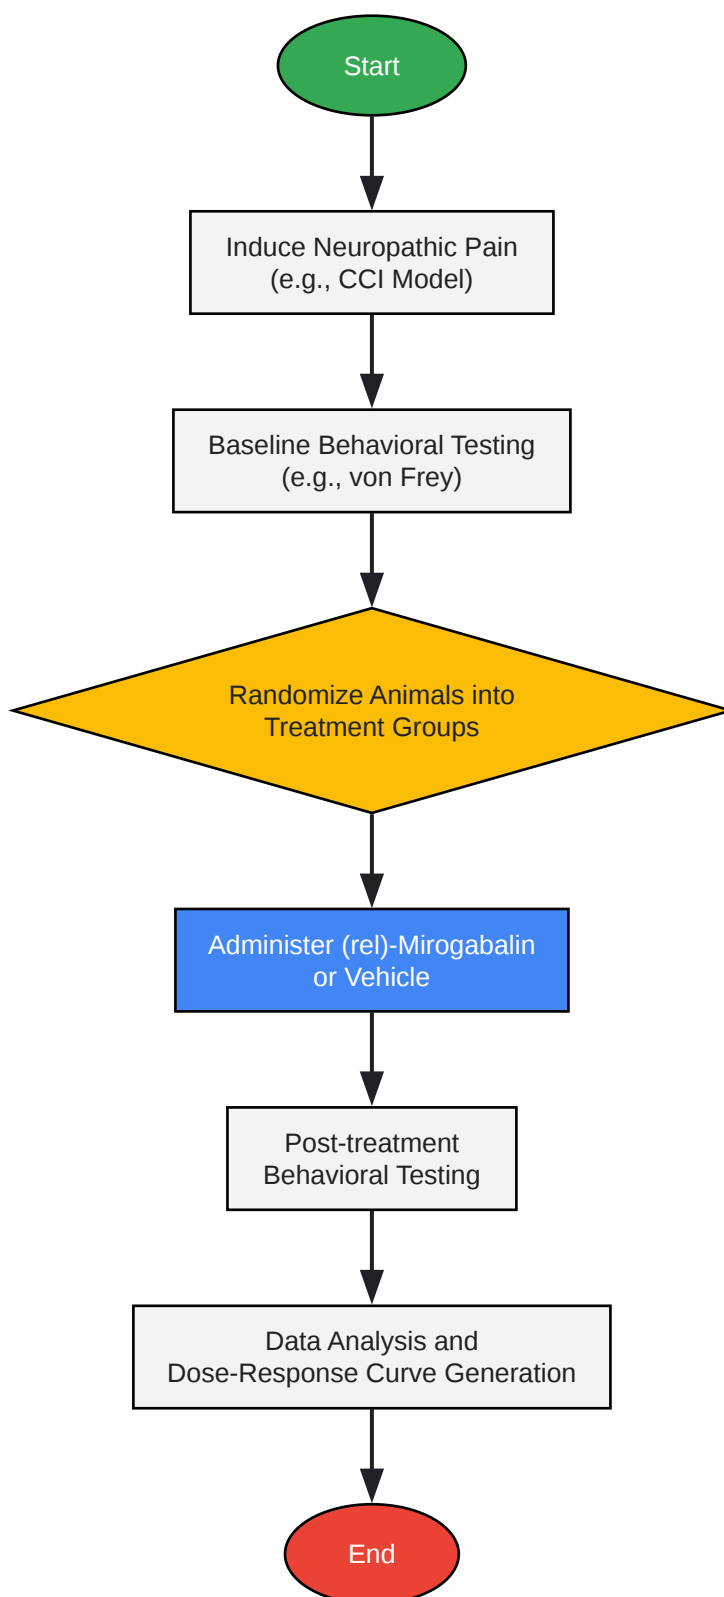 Start
Induce Neuropathic Pain
(e.g., CCI Model)
Baseline Behavioral Testing
(e.g., von Frey)
Randomize Animals into
Treatment Groups
Administer (rel)-Mirogabalin
or Vehicle
Post-treatment
Behavioral Testing
Data Analysis and
Dose-Response Curve Generation
End